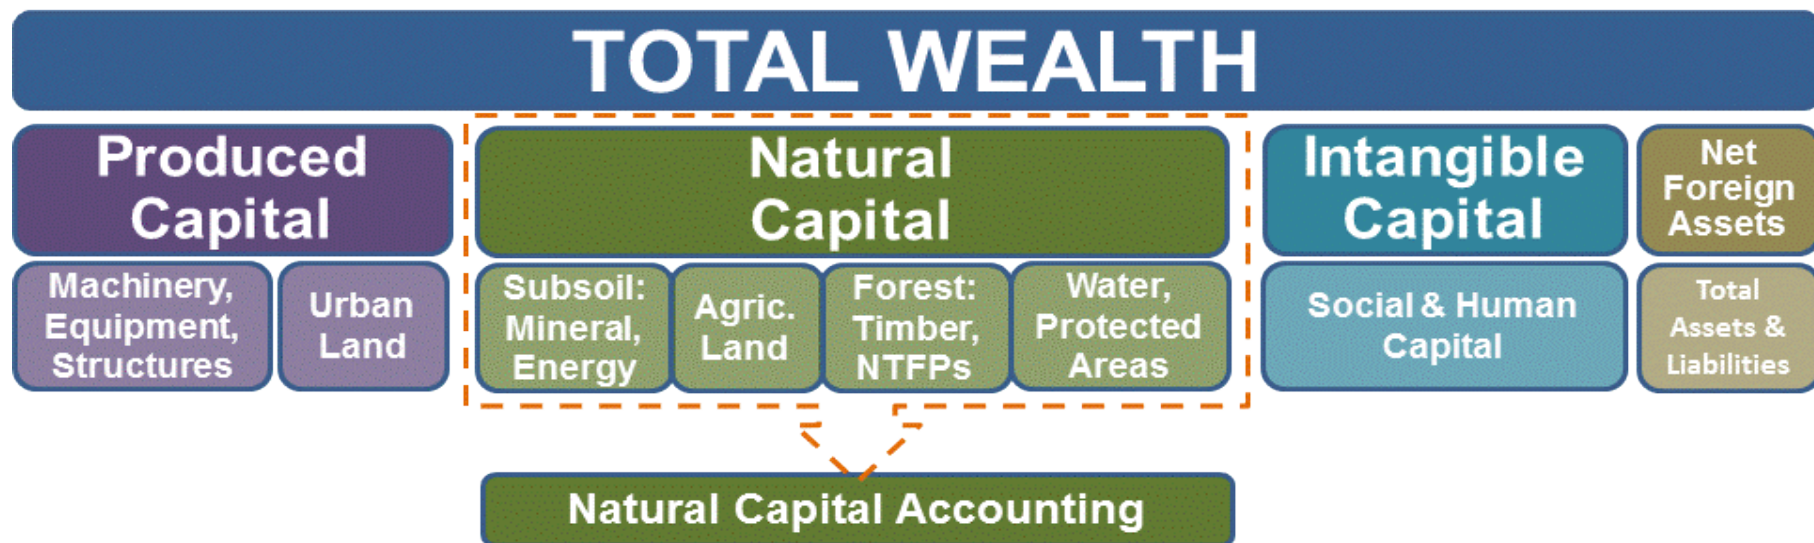 TOTAL WEALTH
Produced
Capital
Natural
Capital
Intangible
Capital
Net
Foreign
Assets
Machinery,
Equipment,
Structures
Urban
Land
Subsoil:
Mineral,
Energy
Agric.
Land
Forest:
Timber,
NTFPs
Water,
Protected
Areas
Social & Human
Capital
Total
Assets &
Liabilities
Natural Capital Accounting